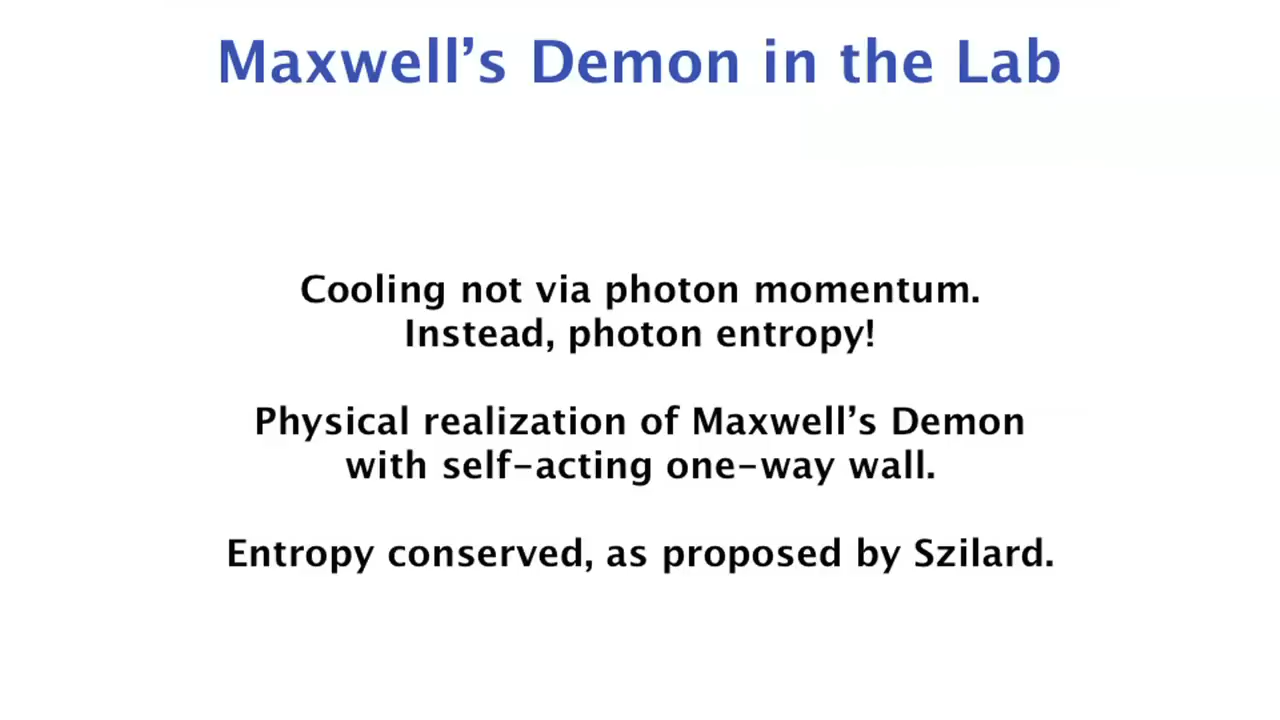 Maxwell’s Demon in the Lab
Cooling not via photon momentum.
Instead, photon entropy!
Physical realization of Maxwell’s Demon
with self-acting one-way wall.
Entropy conserved, as proposed by Szilard.